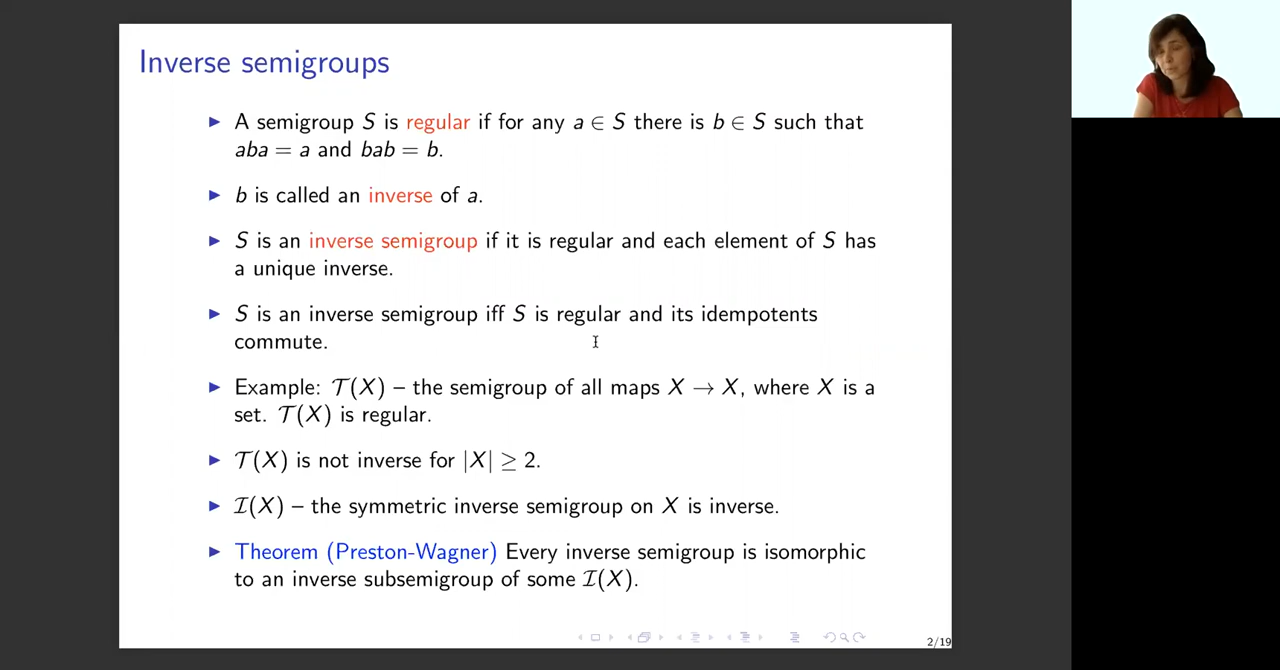 Inverse semigroups
▶ A semigroup S is regular if for any a ∈ S there is b ∈ S such that
aba = a and bab = b.
▶ b is called an inverse of a.
▶ S is an inverse semigroup if it is regular and each element of S has
a unique inverse.
▶ S is an inverse semigroup iff S is regular and its idempotents
commute.
▶ Example: 𝒯(X) – the semigroup of all maps X → X, where X is a
set. 𝒯(X) is regular.
▶ 𝒯(X) is not inverse for |X| ≥ 2.
▶ ℐ(X) – the symmetric inverse semigroup on X is inverse.
▶ Theorem (Preston-Wagner) Every inverse semigroup is isomorphic
to an inverse subsemigroup of some ℐ(X).
2/19